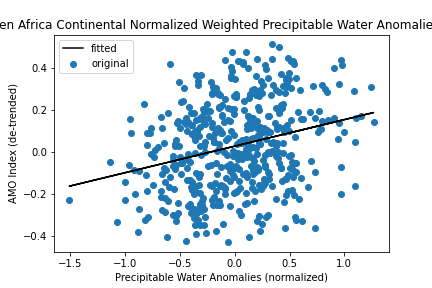 en Africa Continental Normalized Weighted Precipitable Water Anomalie
fitted
original
AMO Index (de-trended)
0.4
0.2
0.0
−0.2
−0.4
−1.5 −1.0 −0.5 0.0 0.5 1.0
Precipitable Water Anomalies (normalized)